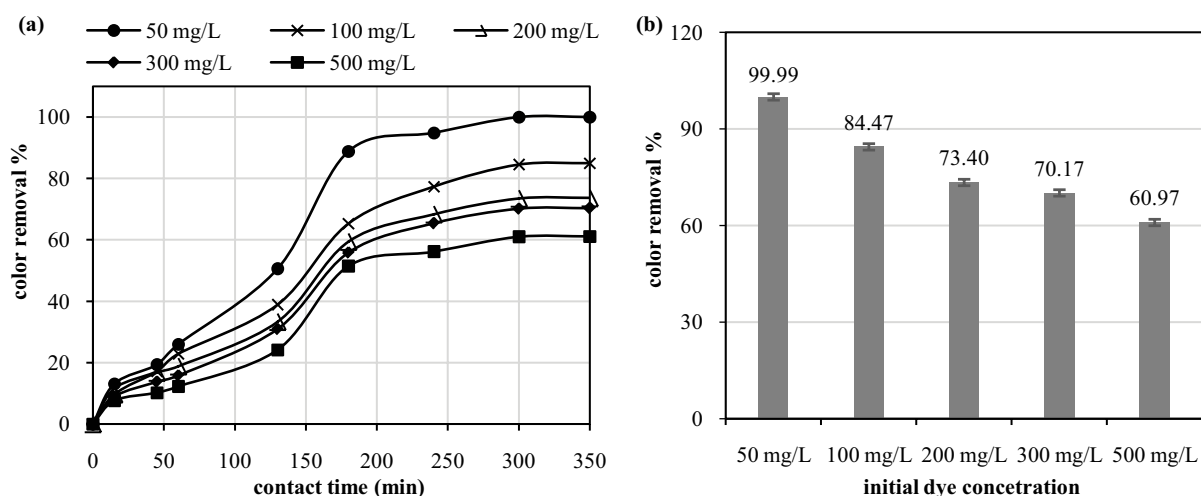 (a)
50 mg/L 100 mg/L 200 mg/L
300 mg/L 500 mg/L
color removal %
100
80
60
40
20
0
0 50 100 150 200 250 300 350
contact time (min)
(b)
color removal %
120
90
60
30
0
99.99
84.47
73.40
70.17
60.97
50 mg/L 100 mg/L 200 mg/L 300 mg/L 500 mg/L
initial dye concetration